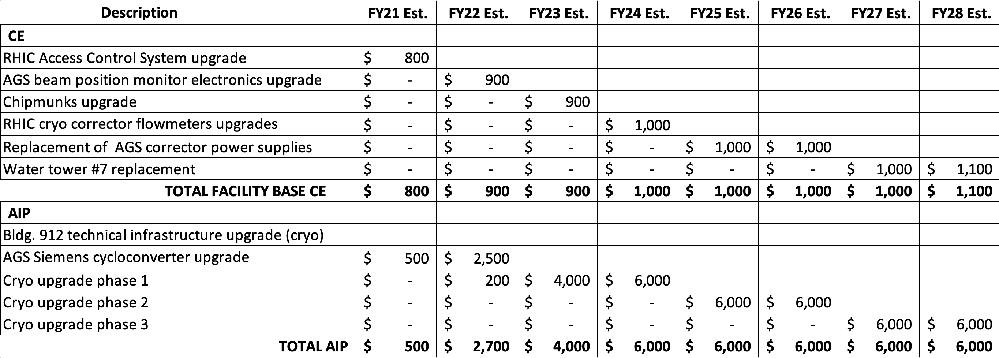 Description FY21 Est. FY22 Est. FY23 Est. FY24 Est. FY25 Est. FY26 Est. FY27 Est. FY28 Est.
CE
RHIC Access Control System upgrade $ 800
AGS beam position monitor electronics upgrade $ - $ 900
Chipmunks upgrade $ - $ - $ 900
RHIC cryo corrector flowmeters upgrades $ - $ - $ - $ 1,000
Replacement of AGS corrector power supplies $ - $ - $ - $ - $ 1,000 $ 1,000
Water tower #7 replacement $ - $ - $ - $ - $ - $ - $ 1,000 $ 1,100
TOTAL FACILITY BASE CE $ 800 $ 900 $ 900 $ 1,000 $ 1,000 $ 1,000 $ 1,000 $ 1,100
AIP
Bldg. 912 technical infrastructure upgrade (cryo)
AGS Siemens cycloconverter upgrade $ 500 $ 2,500
Cryo upgrade phase 1 $ - $ 200 $ 4,000 $ 6,000
Cryo upgrade phase 2 $ - $ - $ - $ - $ 6,000 $ 6,000
Cryo upgrade phase 3 $ - $ - $ - $ - $ - $ - $ 6,000 $ 6,000
TOTAL AIP $ 500 $ 2,700 $ 4,000 $ 6,000 $ 6,000 $ 6,000 $ 6,000 $ 6,000